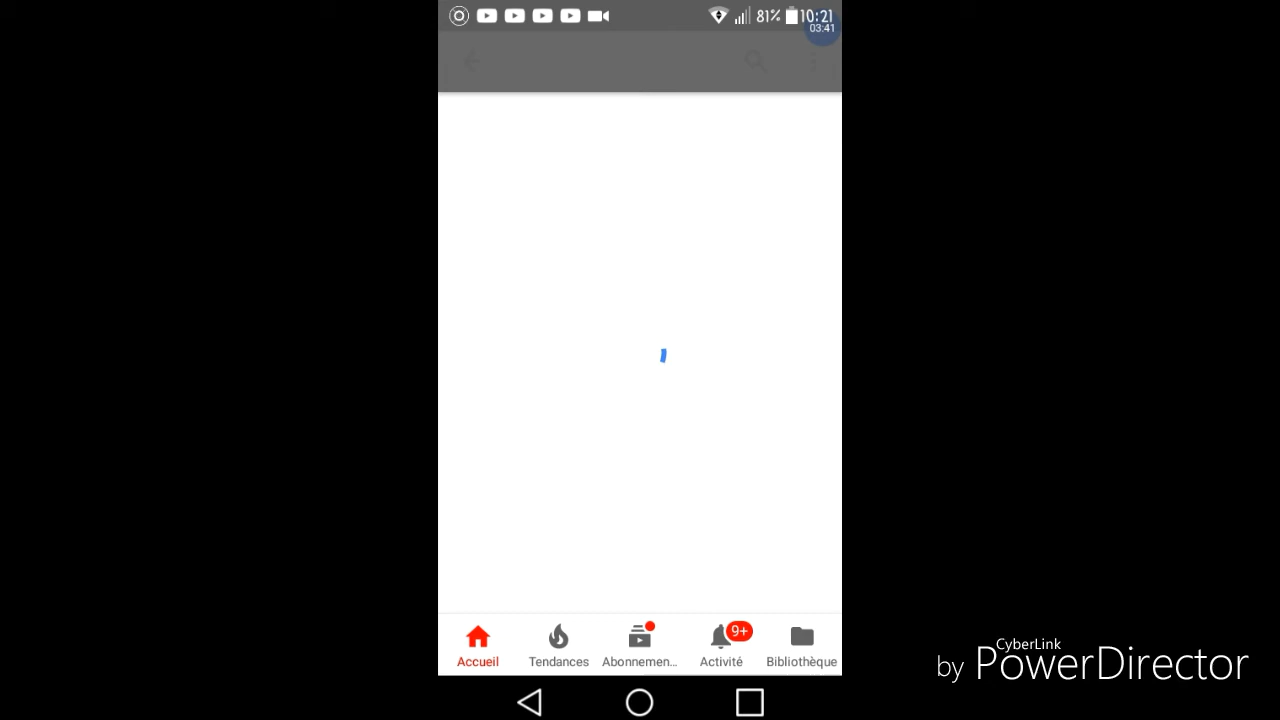 81% 10:21
03:41
9+
Accueil Tendances Abonnemen... Activité Bibliothèque
CyberLink
by PowerDirector